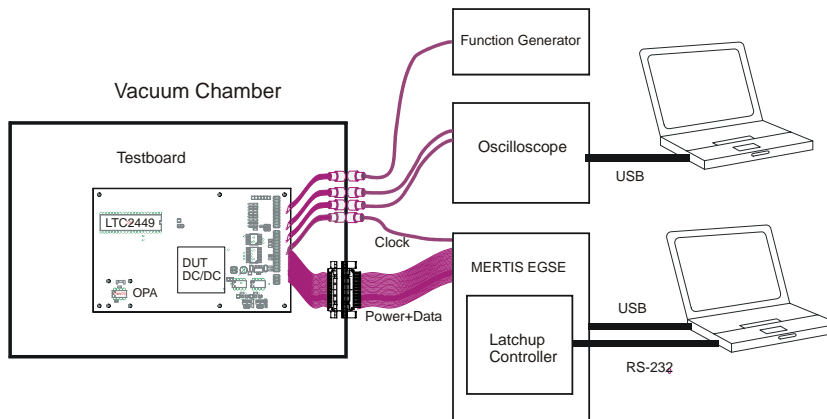 Function Generator
Vacuum Chamber
Testboard
Oscilloscope
USB
LTC2449
Clock
DUT
DC/DC
MERTIS EGSE
OPA
Power+Data
USB
Latchup
Controller
RS-232